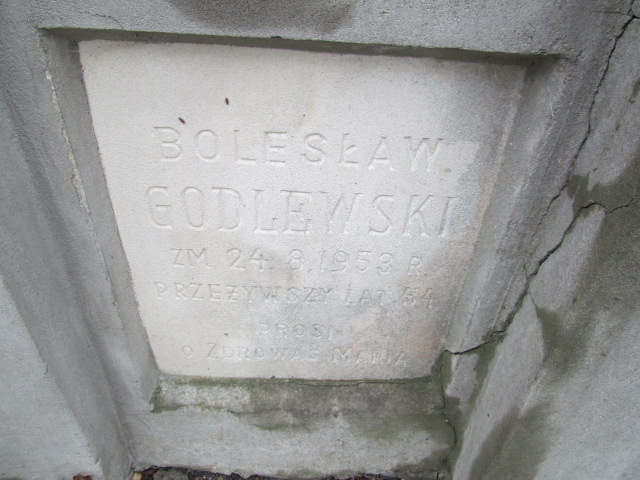 BOLESŁAW
GODLEWSKI
ZM. 24.8.1953 R.
PRZEŻYWSZY LAT 54
PROSI
O ZDROWAŚ MARIA